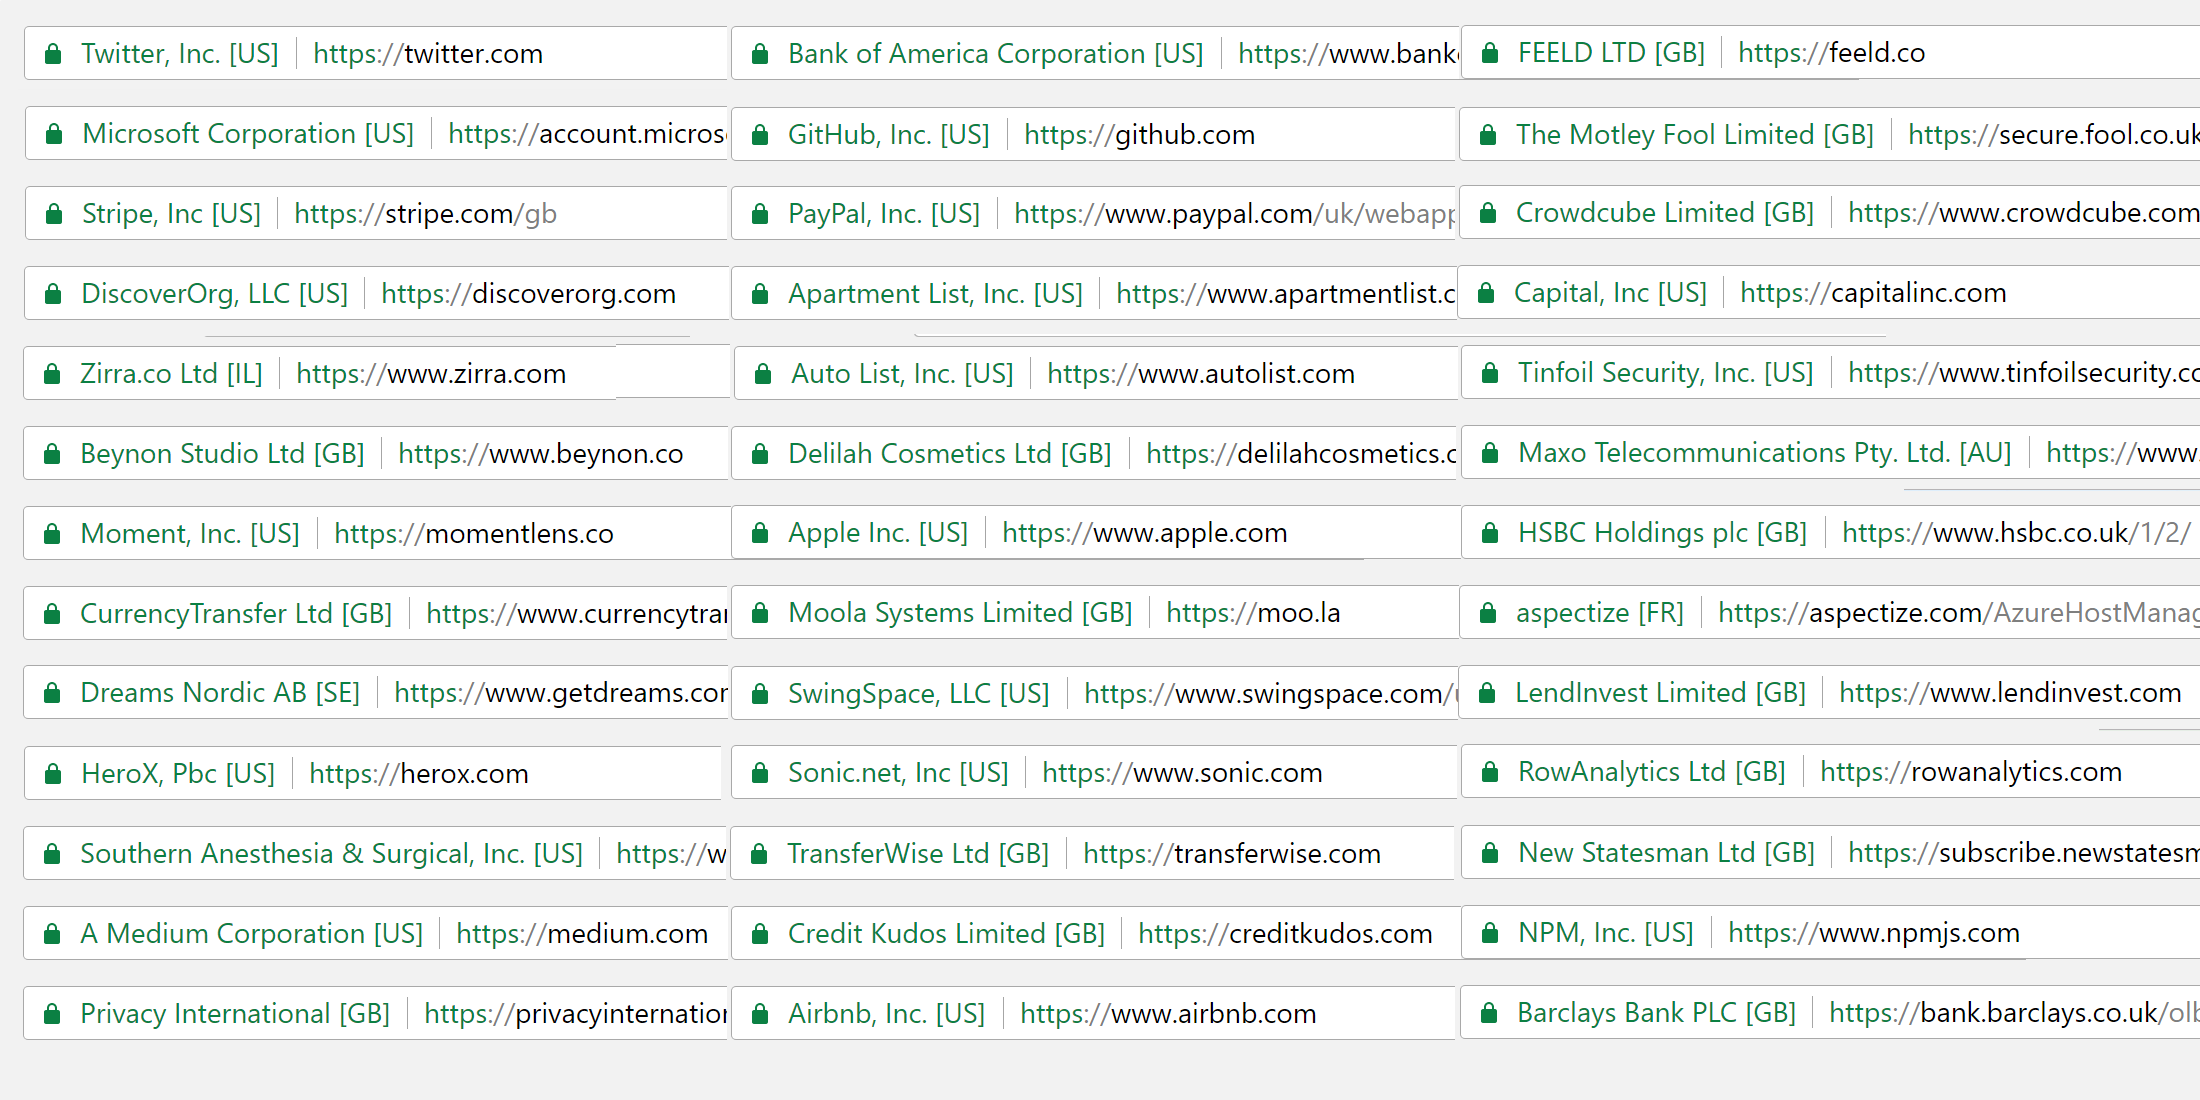 Twitter, Inc. [US] https://twitter.com
Bank of America Corporation [US] https://www.bank
FEELD LTD [GB] https://feeld.co
Microsoft Corporation [US] https://account.micros
GitHub, Inc. [US] https://github.com
The Motley Fool Limited [GB] https://secure.fool.co.uk
Stripe, Inc [US] https://stripe.com/gb
PayPal, Inc. [US] https://www.paypal.com/uk/webapp
Crowdcube Limited [GB] https://www.crowdcube.com
DiscoverOrg, LLC [US] https://discoverorg.com
Apartment List, Inc. [US] https://www.apartmentlist.c
Capital, Inc [US] https://capitalinc.com
Zirra.co Ltd [IL] https://www.zirra.com
Auto List, Inc. [US] https://www.autolist.com
Tinfoil Security, Inc. [US] https://www.tinfoilsecurity.co
Beynon Studio Ltd [GB] https://www.beynon.co
Delilah Cosmetics Ltd [GB] https://delilahcosmetics.c
Maxo Telecommunications Pty. Ltd. [AU] https://www.
Moment, Inc. [US] https://momentlens.co
Apple Inc. [US] https://www.apple.com
HSBC Holdings plc [GB] https://www.hsbc.co.uk/1/2/
CurrencyTransfer Ltd [GB] https://www.currencytra
Moola Systems Limited [GB] https://moo.la
aspectize [FR] https://aspectize.com/AzureHostManag
Dreams Nordic AB [SE] https://www.getdreams.co
SwingSpace, LLC [US] https://www.swingspace.com/
LendInvest Limited [GB] https://www.lendinvest.com
HeroX, Pbc [US] https://herox.com
Sonic.net, Inc [US] https://www.sonic.com
RowAnalytics Ltd [GB] https://rowanalytics.com
Southern Anesthesia & Surgical, Inc. [US] https://w
TransferWise Ltd [GB] https://transferwise.com
New Statesman Ltd [GB] https://subscribe.newstatesm
A Medium Corporation [US] https://medium.com
Credit Kudos Limited [GB] https://creditkudos.com
NPM, Inc. [US] https://www.npmjs.com
Privacy International [GB] https://privacyinternation
Airbnb, Inc. [US] https://www.airbnb.com
Barclays Bank PLC [GB] https://bank.barclays.co.uk/olb